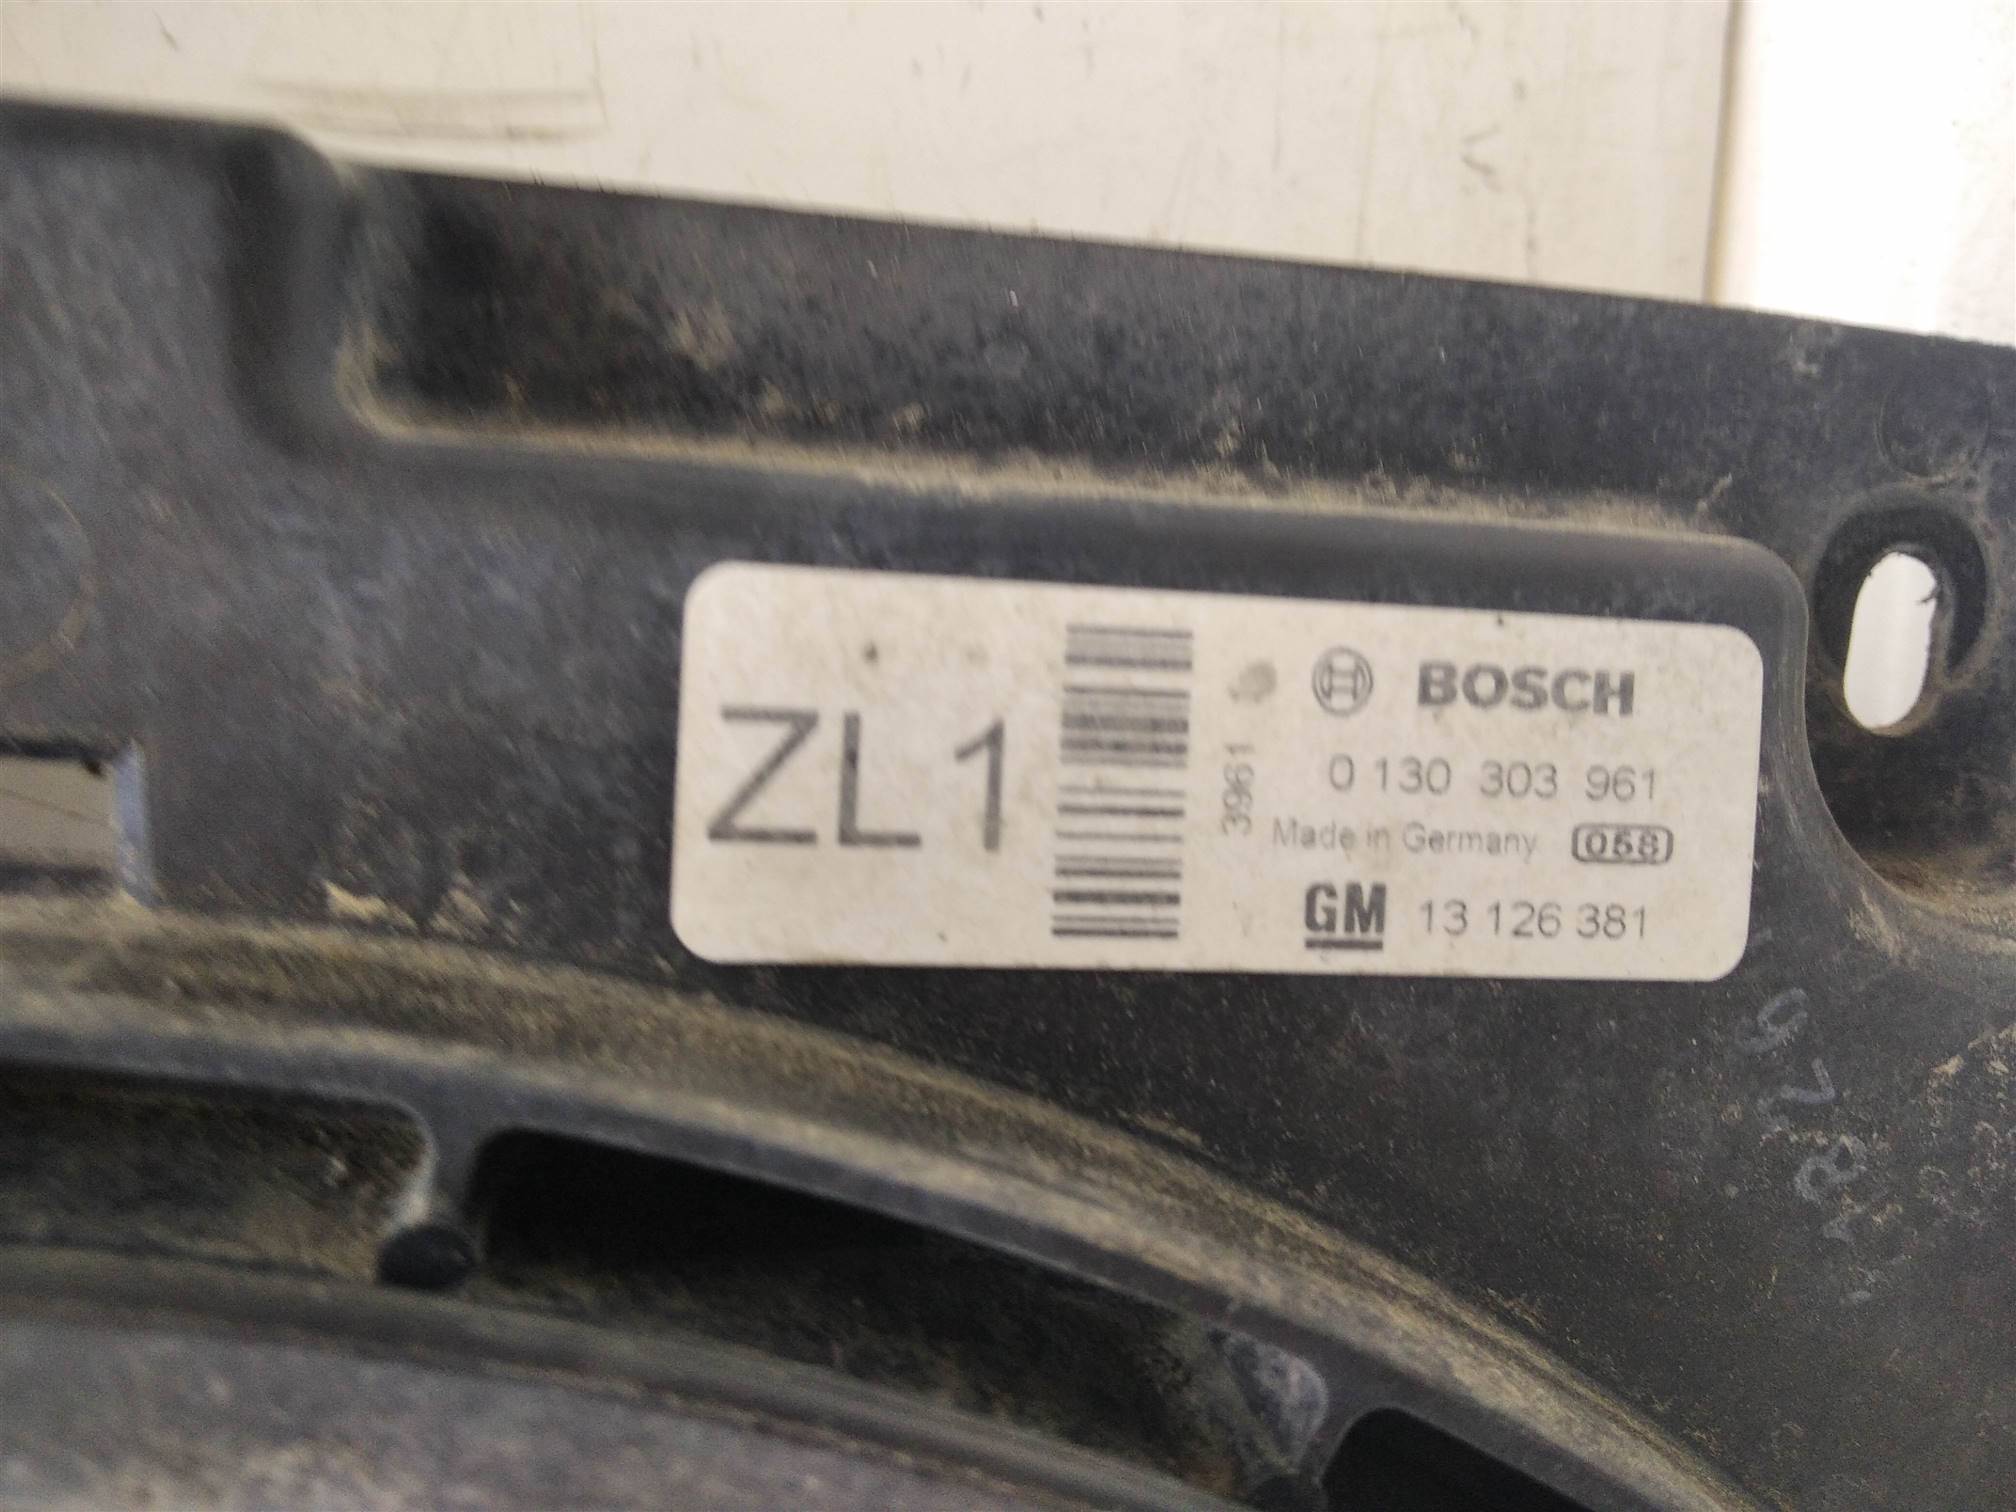 ZL1
3961
BOSCH
0 130 303 961
Made in Germany 058
GM 13 126 381